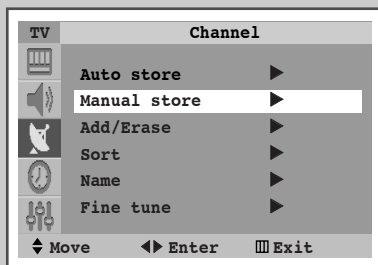 TV Channel
Auto store ▶
Manual store ▶
Add/Erase ▶
Sort ▶
Name ▶
Fine tune ▶
Move Enter Exit